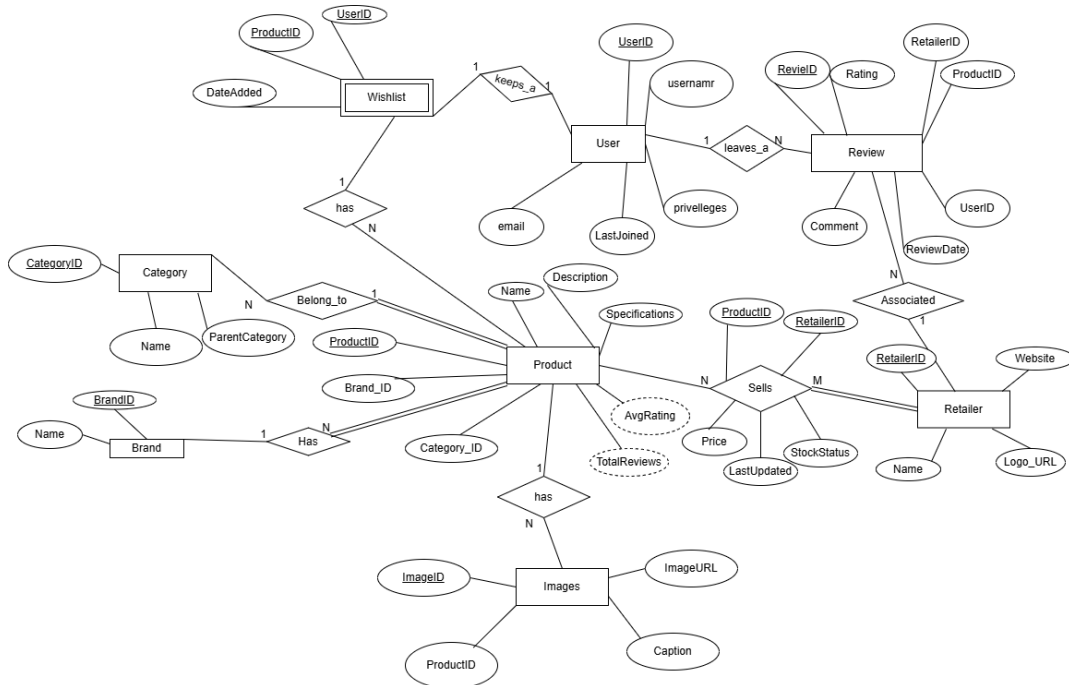 UserID
ProductID
DateAdded
Wishlist
1
keeps_a
1
UserID
usernamr
User
email
LastJoined
privelleges
1
leaves_a
N
RevieID
Rating
RetailerID
ProductID
Review
Comment
ReviewDate
UserID
1
has
N
CategoryID
Category
Name
ParentCategory
N
Belong_to
1
Name
Description
Specifications
ProductID
Product
Brand_ID
Category_ID
AvgRating
TotalReviews
BrandID
Name
Brand
1
Has
N
ProductID
RetailerID
N
Sells
M
Price
LastUpdated
StockStatus
N
Associated
1
RetailerID
Website
Retailer
Name
Logo_URL
1
has
N
ImageID
Images
ImageURL
ProductID
Caption